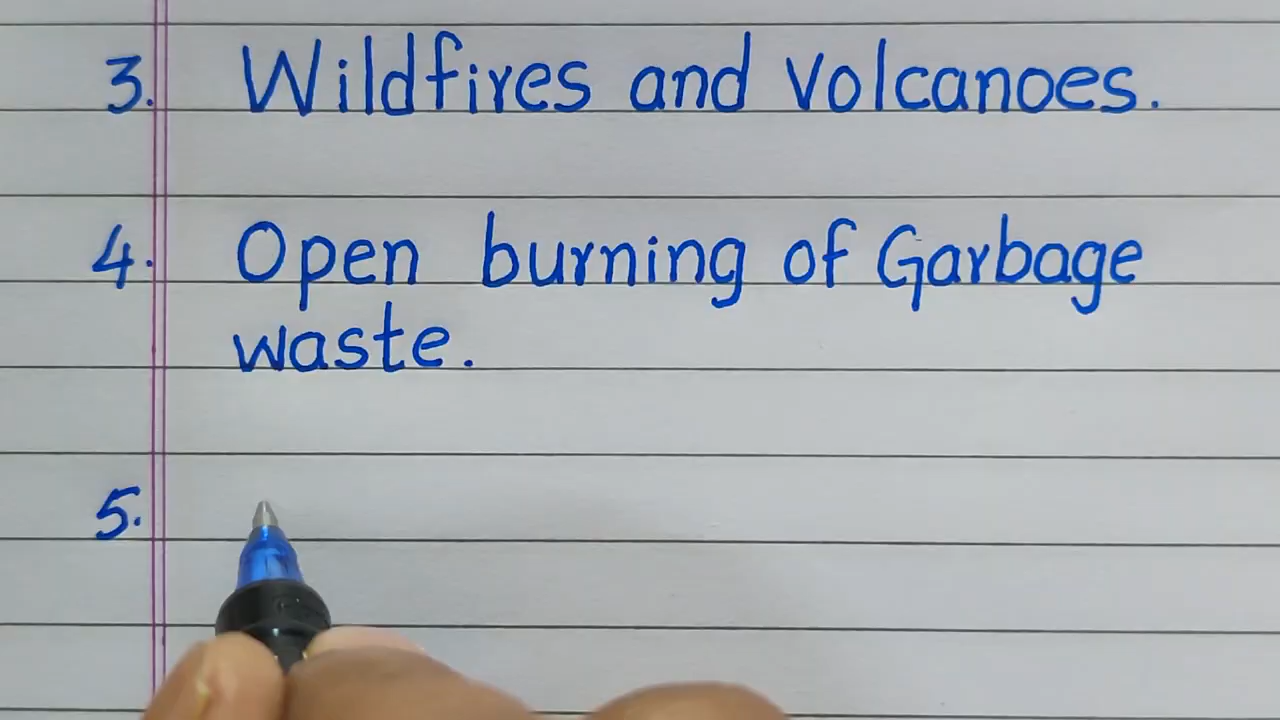 3. Wildfires and Volcanoes.
4. Open burning of Garbage
waste.
5.